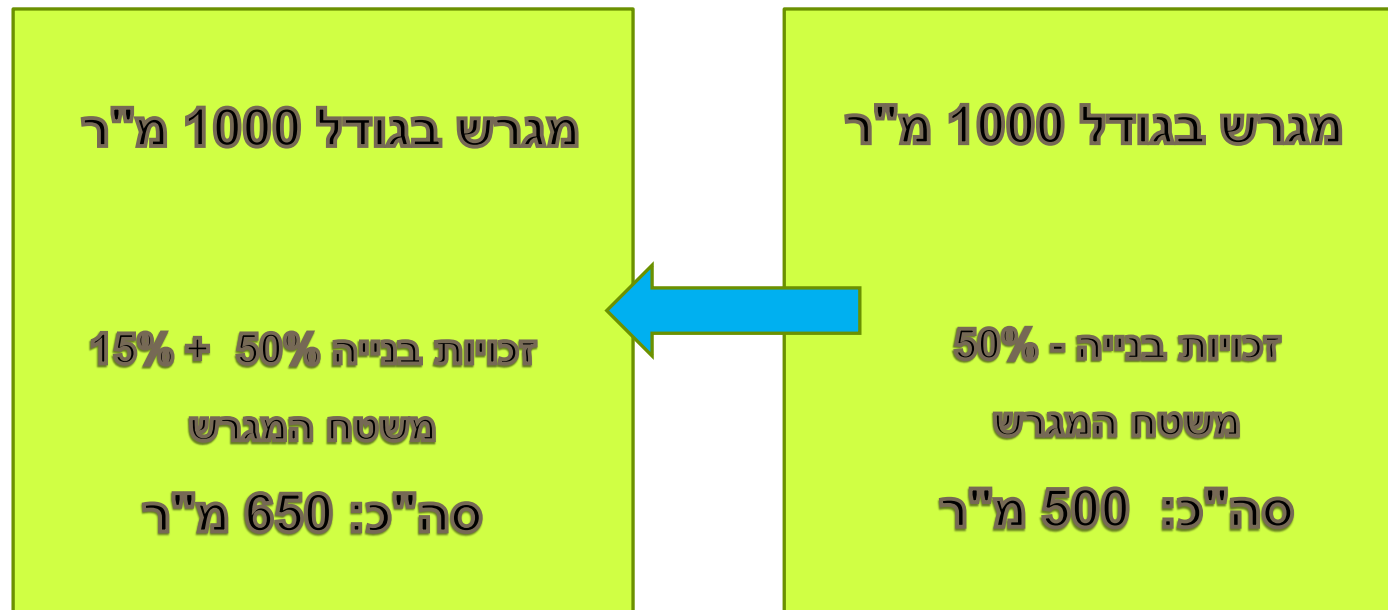 מגרש בגודל 1000 מ"ר
זכויות בנייה - 50%
משטח המגרש
סה"כ: 500 מ"ר
מגרש בגודל 1000 מ"ר
זכויות בנייה 50% + 15%
משטח המגרש
סה"כ: 650 מ"ר